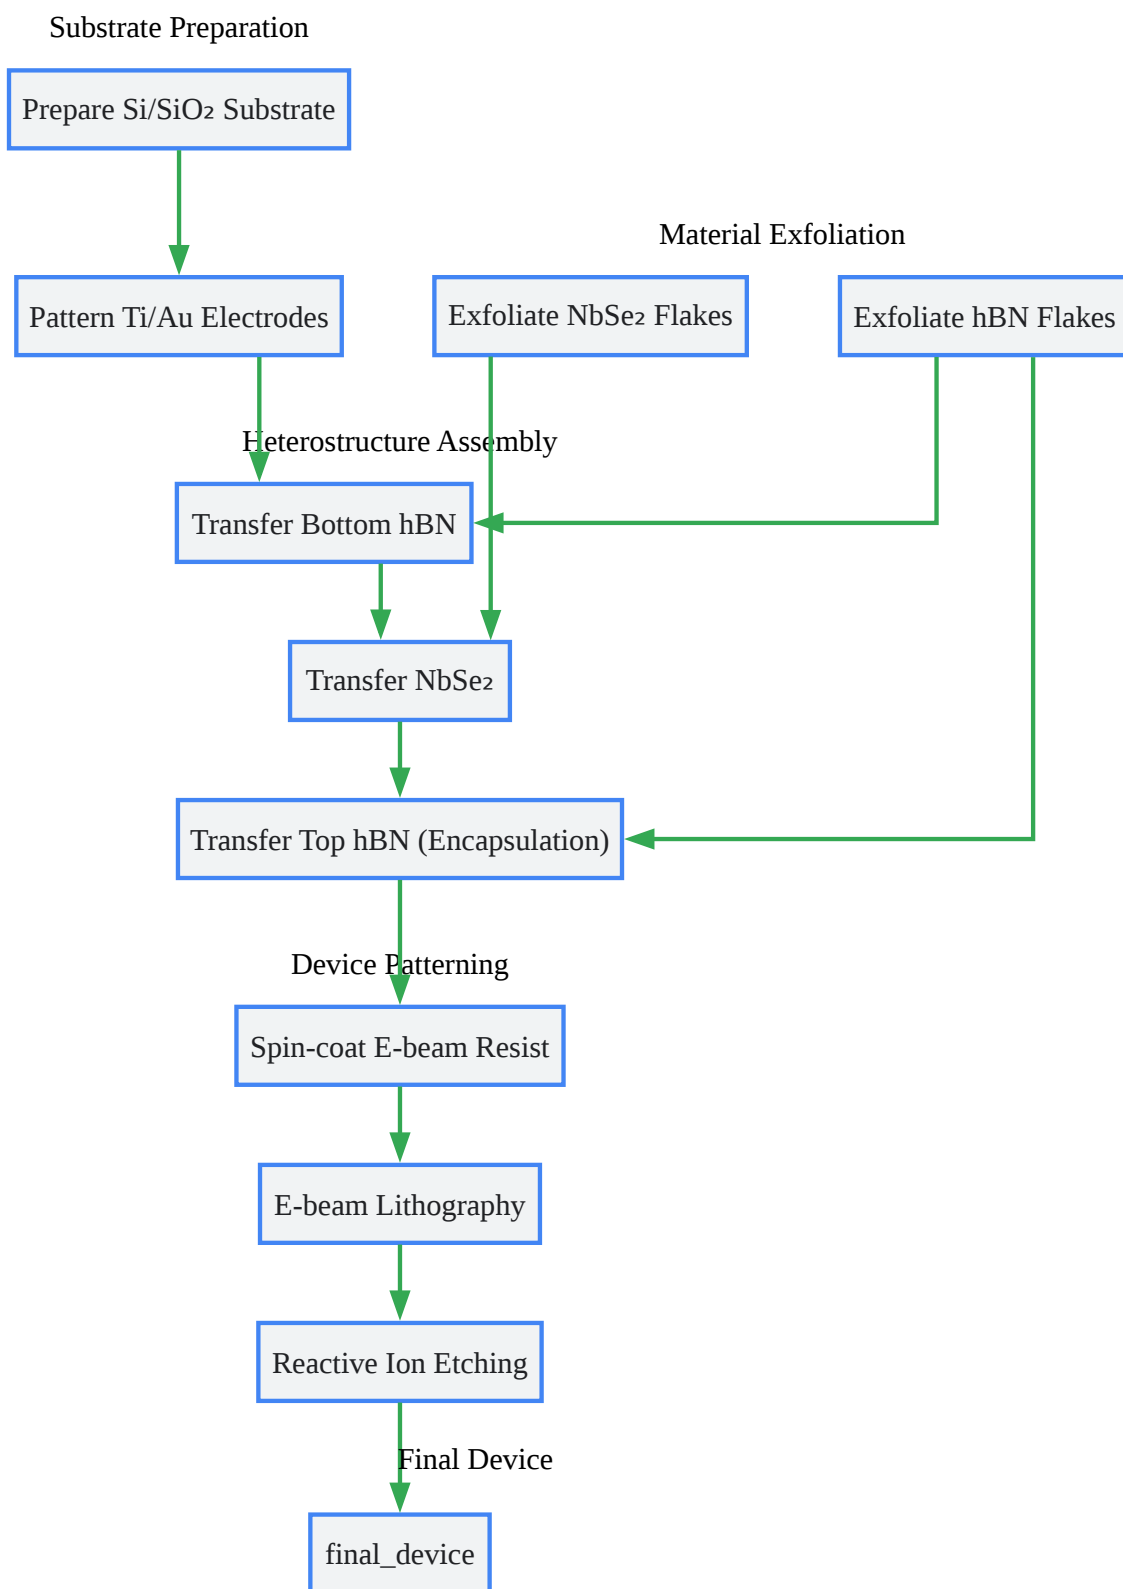 Substrate Preparation
Prepare Si/SiO₂ Substrate
Material Exfoliation
Pattern Ti/Au Electrodes
Exfoliate NbSe₂ Flakes
Exfoliate hBN Flakes
Heterostructure Assembly
Transfer Bottom hBN
Transfer NbSe₂
Transfer Top hBN (Encapsulation)
Device Patterning
Spin-coat E-beam Resist
E-beam Lithography
Reactive Ion Etching
Final Device
final_device